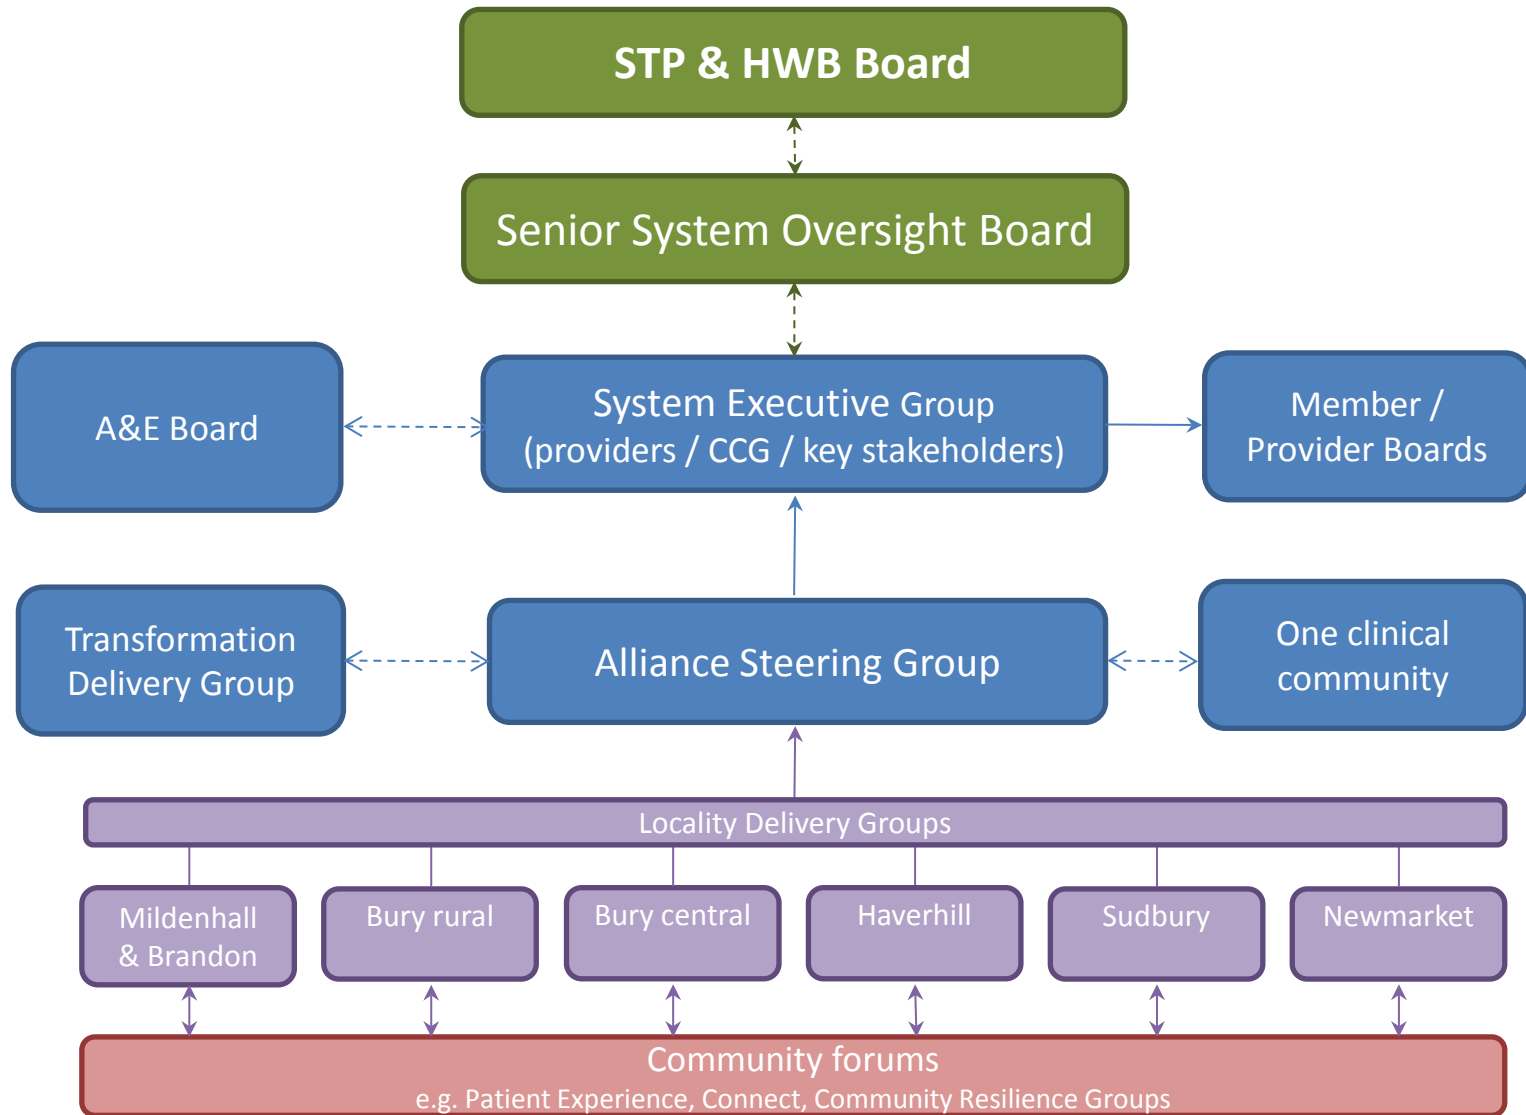 STP & HWB Board
Senior System Oversight Board
A&E Board
System Executive Group
(providers / CCG / key stakeholders)
Member /
Provider Boards
Transformation
Delivery Group
Alliance Steering Group
One clinical
community
Locality Delivery Groups
Mildenhall
& Brandon
Bury rural
Bury central
Haverhill
Sudbury
Newmarket
Community forums
e.g. Patient Experience, Connect, Community Resilience Groups